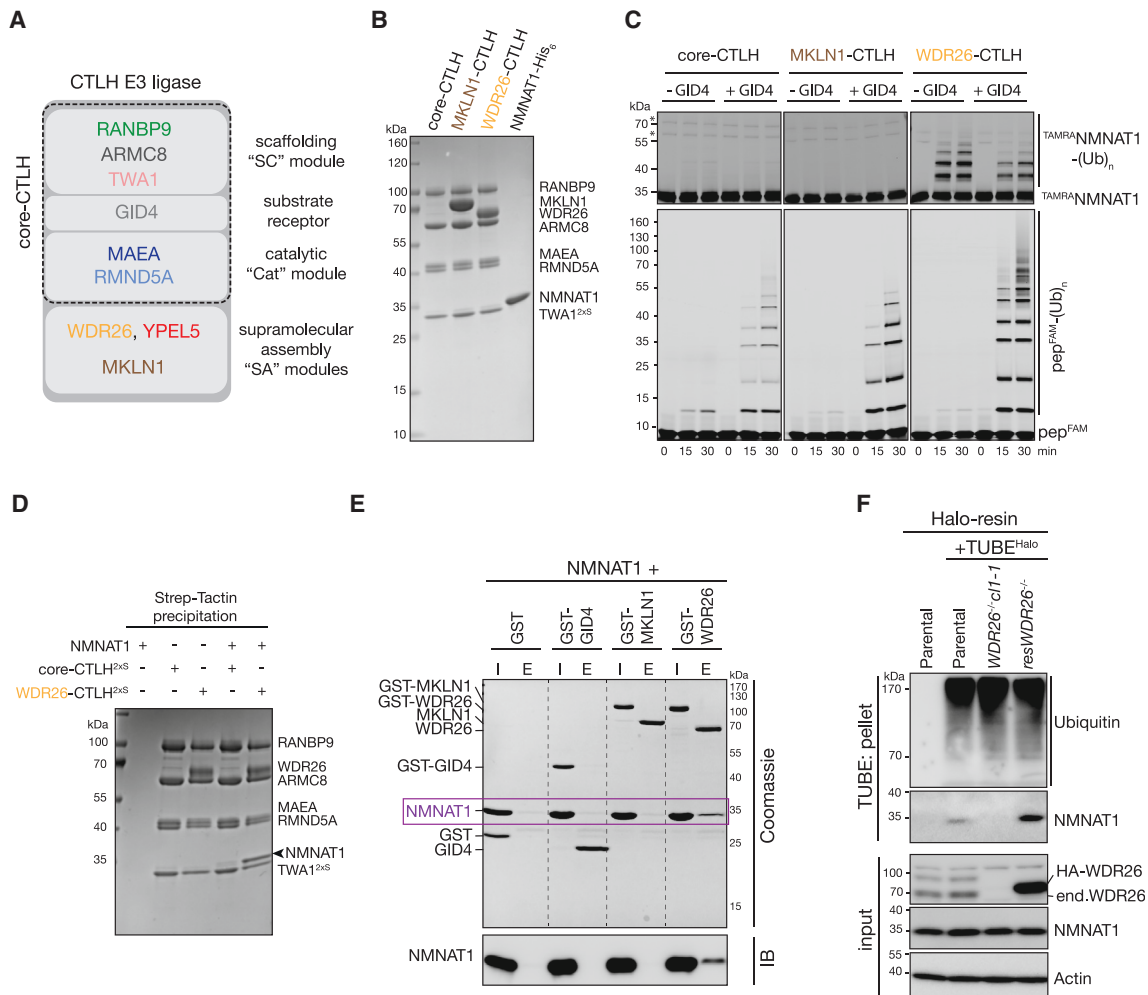 A
CTLH E3 ligase
core-CTLH
RANBP9
ARMC8
TWA1
scaffolding
"SC" module
GID4
substrate
receptor
MAEA
RMND5A
catalytic
"Cat" module
WDR26, YPEL5
MKLN1
supramolecular
assembly
"SA" modules
B
core-CTLH
MKLN1-CTLH
WDR26-CTLH
NMNAT1-His6
kDa
160
120
100
90
70
55
40
35
25
15
10
RANBP9
MKLN1
WDR26
ARMC8
MAEA
RMND5A
NMNAT1
TWA1 2xS
C
core-CTLH MKLN1-CTLH WDR26-CTLH
- GID4 + GID4 - GID4 + GID4 - GID4 + GID4
kDa
70 *
55 *
35
TAMRA NMNAT1
-(Ub)n
TAMRA NMNAT1
160
130
100
70
55
40
35
25
15
10
pep FAM-(Ub)n
pep FAM
0 15 30 0 15 30 0 15 30 0 15 30 0 15 30 0 15 30 min
D
Strep-Tactin
precipitation
NMNAT1 + - - + +
core-CTLH 2xS - + - + -
WDR26-CTLH 2xS - - + - +
kDa
100
70
55
40
35
RANBP9
WDR26
ARMC8
MAEA
RMND5A
NMNAT1
TWA1 2xS
E
NMNAT1 +
GST
GST-
GID4
GST-
MKLN1
GST-
WDR26
I E I E I E I E
GST-MKLN1
GST-WDR26
MKLN1
WDR26
GST-GID4
NMNAT1
GST
GID4
kDa
170
130
100
70
55
40
35
25
15
Coomassie
NMNAT1
IB
F
Halo-resin
+TUBE Halo
Parental
Parental
WDR26-/- cl1-1
resWDR26-/-
TUBE: pellet
170
70
Ubiquitin
40
35
NMNAT1
input
100
70
HA-WDR26
end.WDR26
40
35
NMNAT1
55
40
Actin